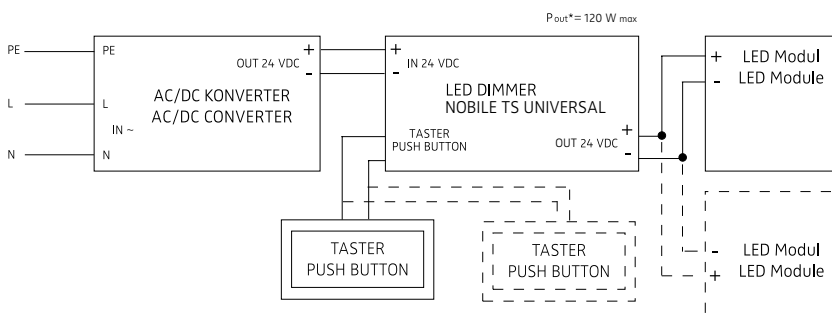 Pout*= 120 W max
PE
PE
OUT 24 VDC
+
-
AC/DC KONVERTER
AC/DC CONVERTER
L
L
IN ~
N
N
+
-
IN 24 VDC
LED DIMMER
NOBILE TS UNIVERSAL
TASTER
PUSH BUTTON
OUT 24 VDC
+
-
+
-
LED Modul
LED Module
TASTER
PUSH BUTTON
TASTER
PUSH BUTTON
-
+
LED Modul
LED Module